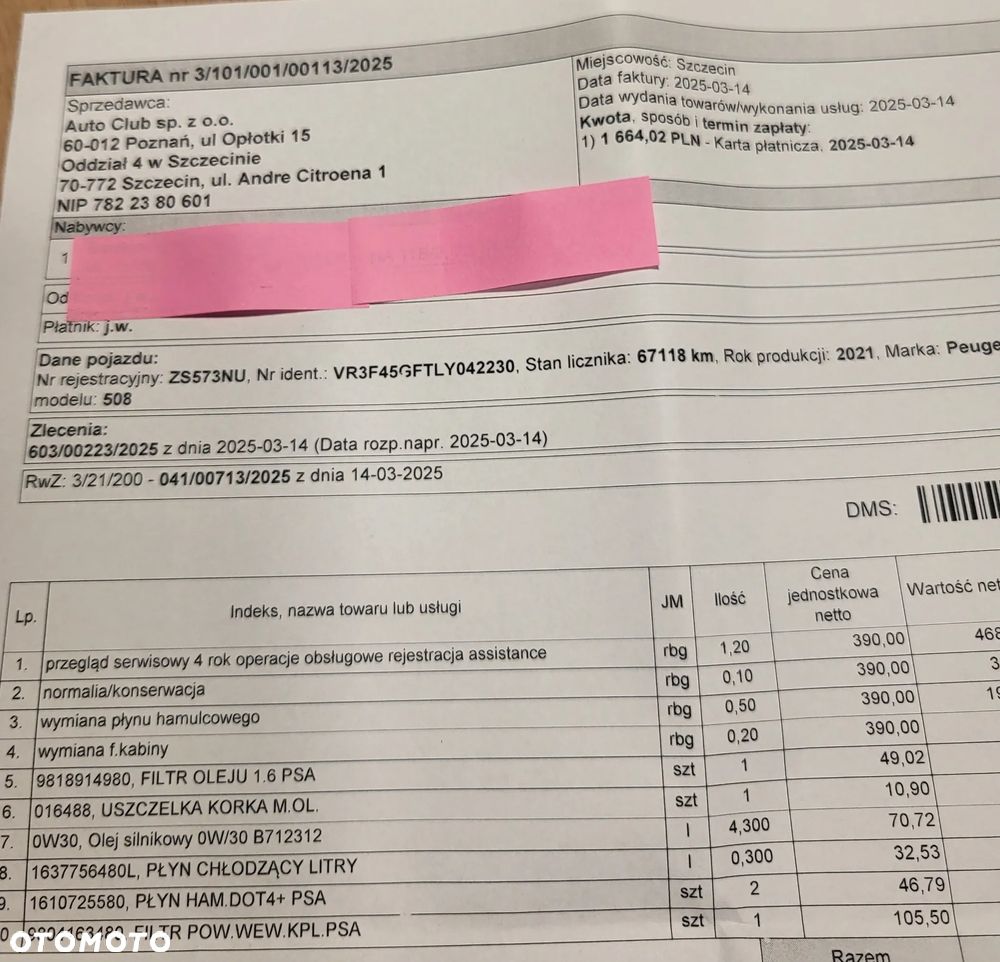 FAKTURA nr 3/101/001/00113/2025
Sprzedawca:
Auto Club sp. z o.o.
60-012 Poznań, ul Opłotki 15
Oddział 4 w Szczecinie
70-772 Szczecin, ul. Andre Citroena 1
NIP 782 23 80 601
Miejscowość: Szczecin
Data faktury: 2025-03-14
Data wydania towarów/wykonania usług: 2025-03-14
Kwota, sposób i termin zapłaty:
1) 1 664,02 PLN - Karta płatnicza, 2025-03-14
Nabywcy:
1
Od
Płatnik: j.w.
Dane pojazdu:
Nr rejestracyjny: ZS573NU, Nr ident.: VR3F45GFTLY042230, Stan licznika: 67118 km, Rok produkcji: 2021, Marka: Peuge
modelu: 508
Zlecenia:
603/00223/2025 z dnia 2025-03-14 (Data rozp.napr. 2025-03-14)
RwZ: 3/21/200 - 041/00713/2025 z dnia 14-03-2025
DMS:
Lp. Indeks, nazwa towaru lub usługi JM Ilość Cena jednostkowa netto Wartość net
1. przegląd serwisowy 4 rok operacje obsługowe rejestracja assistance rbg 1,20 390,00 468
2. normalia/konserwacja rbg 0,10 390,00 3
3. wymiana płynu hamulcowego rbg 0,50 390,00 19
4. wymiana f.kabiny rbg 0,20 390,00
5. 9818914980, FILTR OLEJU 1.6 PSA szt 1 49,02
6. 016488, USZCZELKA KORKA M.OL. szt 1 10,90
7. 0W30, Olej silnikowy 0W/30 B712312 l 4,300 70,72
8. 1637756480L, PŁYN CHŁODZĄCY LITRY l 0,300 32,53
9. 1610725580, PŁYN HAM.DOT4+ PSA szt 2 46,79
FILTR POW.WEW.KPL.PSA szt 1 105,50
Razem
OTOMOTO